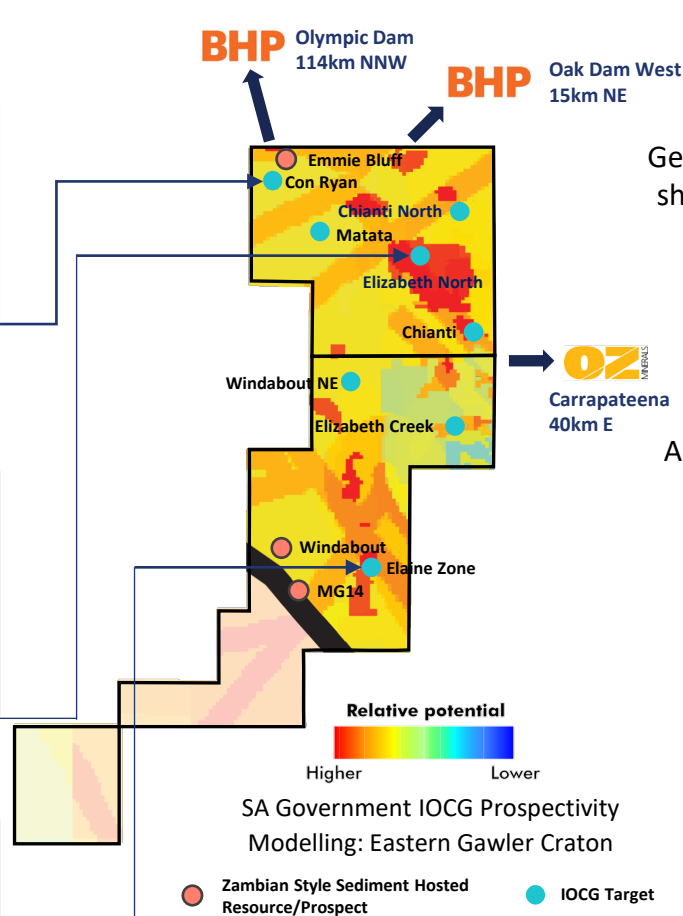 BHP
Olympic Dam
114km NNW
BHP
Oak Dam West
15km NE
Ge
sh
Emmie Bluff
Con Ryan
Chianti North
Matata
Elizabeth North
Chianti
OZ
MINERALS
Carrapateena
40km E
Windabout NE
Elizabeth Creek
A
Windabout
Elaine Zone
MG14
Relative potential
Higher
Lower
SA Government IOCG Prospectivity
Modelling: Eastern Gawler Craton
Zambian Style Sediment Hosted
Resource/Prospect
IOCG Target